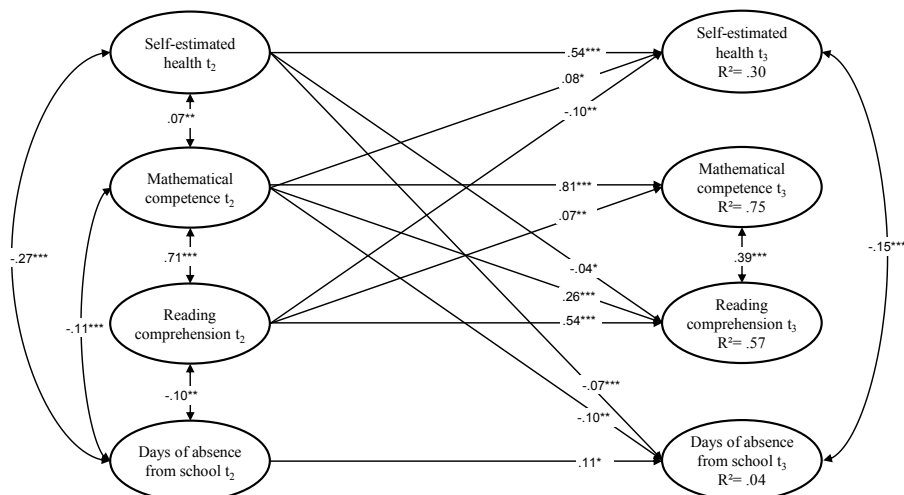 Self-estimated
health t₂
Self-estimated
health t₃
R²= .30
.54***
.08*
-.10**
.07**
Mathematical
competence t₂
Mathematical
competence t₃
R²= .75
.81***
.07**
-.27***
.71***
-.04*
.39***
-.15***
.26***
Reading
comprehension t₂
Reading
comprehension t₃
R²= .57
.54***
-.11***
-.10**
-.07***
-.10**
Days of absence
from school t₂
Days of absence
from school t₃
R²= .04
.11*